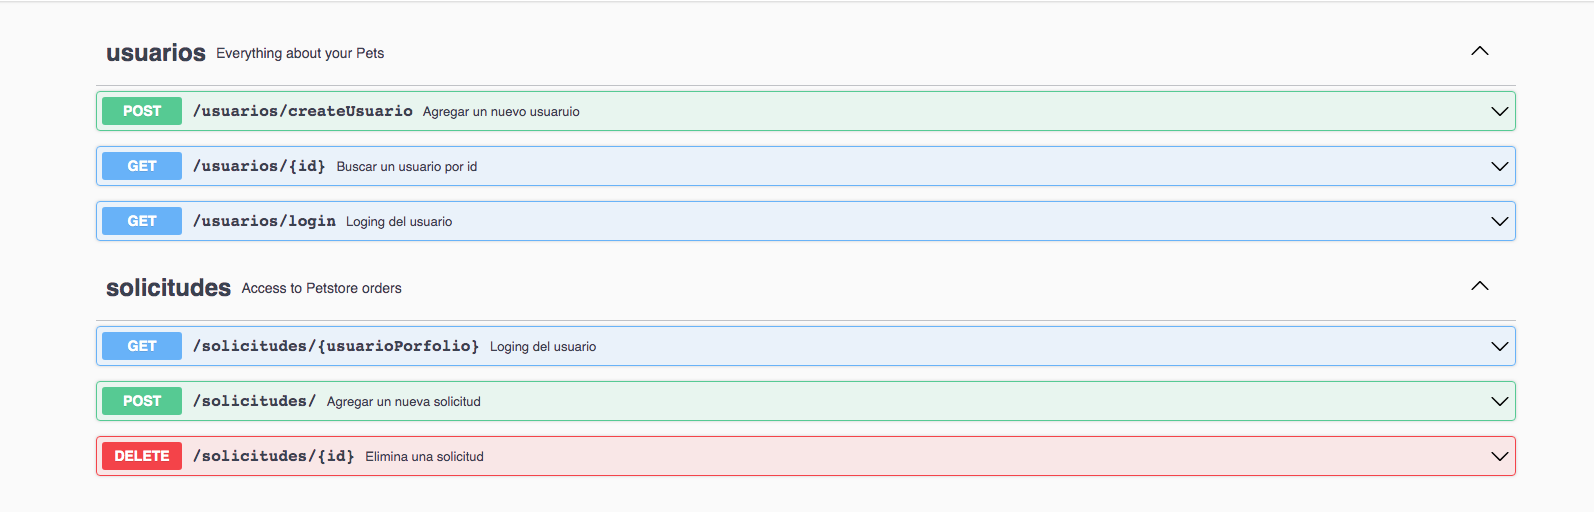 usuarios Everything about your Pets
POST /usuarios/createUsuario Agregar un nuevo usuaruio
GET /usuarios/{id} Buscar un usuario por id
GET /usuarios/login Loging del usuario
solicitudes Access to Petstore orders
GET /solicitudes/{usuarioPorfolio} Loging del usuario
POST /solicitudes/ Agregar un nueva solicitud
DELETE /solicitudes/{id} Elimina una solicitud